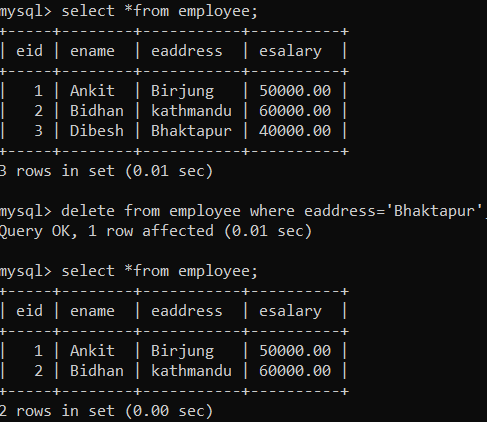 mysql> select *from employee;
+-----+--------+-----------+----------+
| eid | ename  | eaddress  | esalary  |
+-----+--------+-----------+----------+
|   1 | Ankit  | Birjung   | 50000.00 |
|   2 | Bidhan | kathmandu | 60000.00 |
|   3 | Dibesh | Bhaktapur | 40000.00 |
+-----+--------+-----------+----------+
3 rows in set (0.01 sec)
mysql> delete from employee where eaddress='Bhaktapur';
Query OK, 1 row affected (0.01 sec)
mysql> select *from employee;
+-----+--------+-----------+----------+
| eid | ename  | eaddress  | esalary  |
+-----+--------+-----------+----------+
|   1 | Ankit  | Birjung   | 50000.00 |
|   2 | Bidhan | kathmandu | 60000.00 |
+-----+--------+-----------+----------+
2 rows in set (0.00 sec)